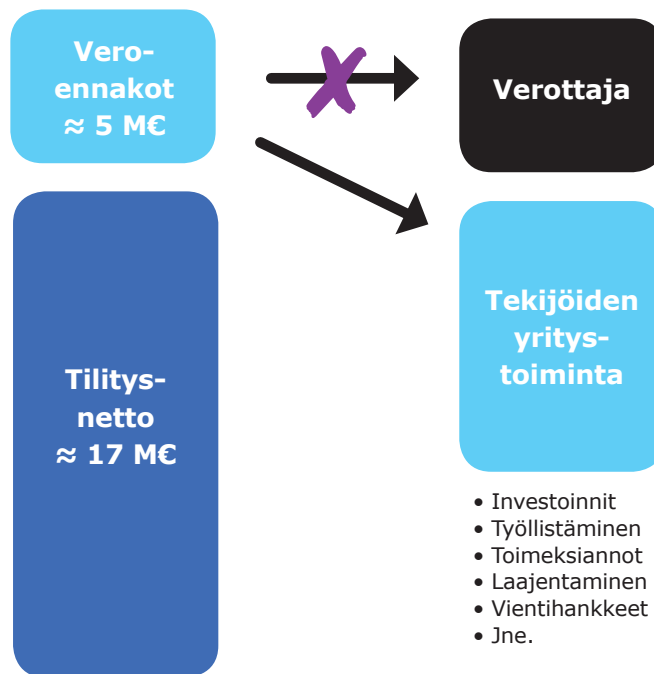 Vero-
ennakot
≈ 5 M€
Verottaja
Tilitys-
netto
≈ 17 M€
Tekijöiden
yritys-
toiminta
• Investoinnit
• Työllistäminen
• Toimeksiannot
• Laajentaminen
• Vientihankkeet
• Jne.